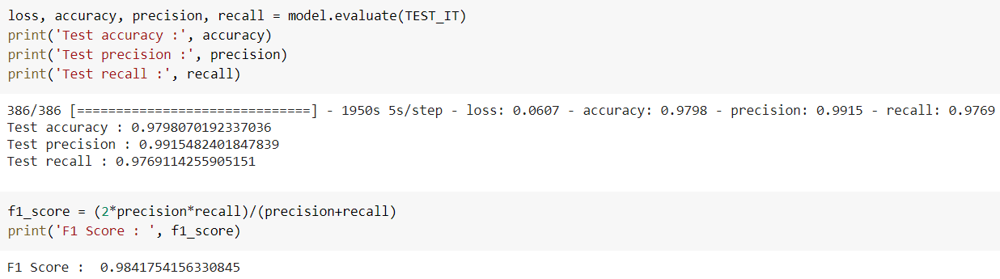 loss, accuracy, precision, recall = model.evaluate(TEST_IT)
print('Test accuracy :', accuracy)
print('Test precision :', precision)
print('Test recall :', recall)
386/386 [==============================] - 1950s 5s/step - loss: 0.0607 - accuracy: 0.9798 - precision: 0.9915 - recall: 0.9769
Test accuracy : 0.9798070192337036
Test precision : 0.9915482401847839
Test recall : 0.9769114255905151
f1_score = (2*precision*recall)/(precision+recall)
print('F1 Score : ', f1_score)
F1 Score :  0.9841754156330845